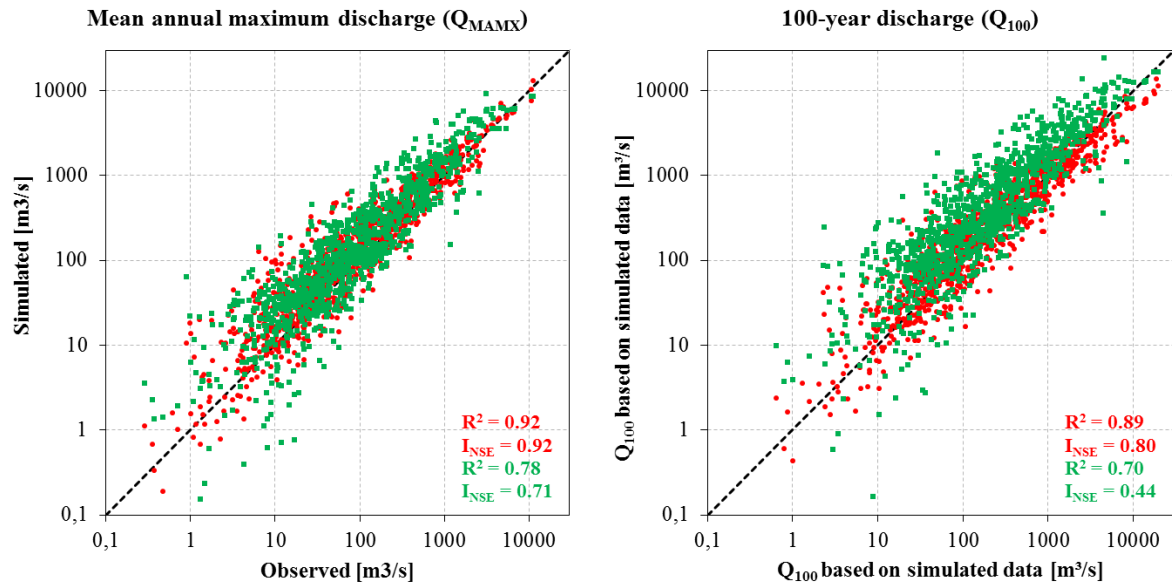 Mean annual maximum discharge (QMAMX)
10000
1000
100
10
1
0,1
Simulated [m3/s]
R² = 0.92
INSE = 0.92
R² = 0.78
INSE = 0.71
0,1 1 10 100 1000 10000
Observed [m3/s]
100-year discharge (Q100)
10000
1000
100
10
1
0,1
Q100 based on simulated data [m³/s]
R² = 0.89
INSE = 0.80
R² = 0.70
INSE = 0.44
0,1 1 10 100 1000 10000
Q100 based on simulated data [m³/s]